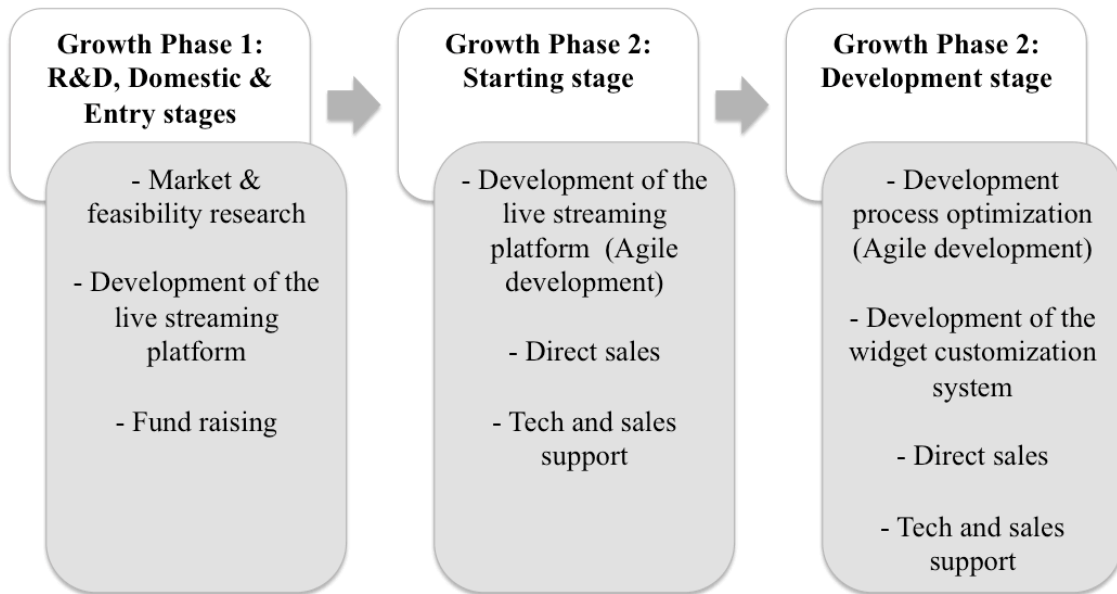 Growth Phase 1:
R&D, Domestic &
Entry stages
- Market &
feasibility research
- Development of the
live streaming
platform
- Fund raising
Growth Phase 2:
Starting stage
- Development of the
live streaming
platform  (Agile
development)
- Direct sales
- Tech and sales
support
Growth Phase 2:
Development stage
- Development
process optimization
(Agile development)
- Development of the
widget customization
system
- Direct sales
- Tech and sales
support